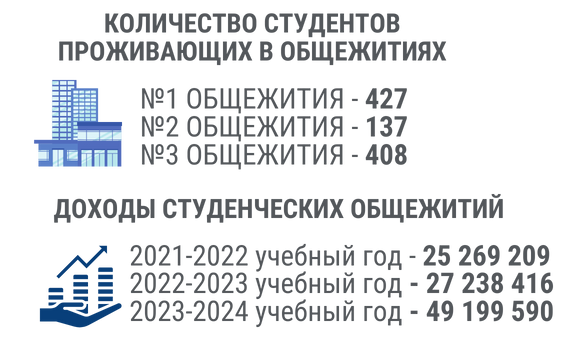 КОЛИЧЕСТВО СТУДЕНТОВ
ПРОЖИВАЮЩИХ В ОБЩЕЖИТИЯХ
№1 ОБЩЕЖИТИЯ - 427
№2 ОБЩЕЖИТИЯ - 137
№3 ОБЩЕЖИТИЯ - 408
ДОХОДЫ СТУДЕНЧЕСКИХ ОБЩЕЖИТИЙ
2021-2022 учебный год - 25 269 209
2022-2023 учебный год - 27 238 416
2023-2024 учебный год - 49 199 590